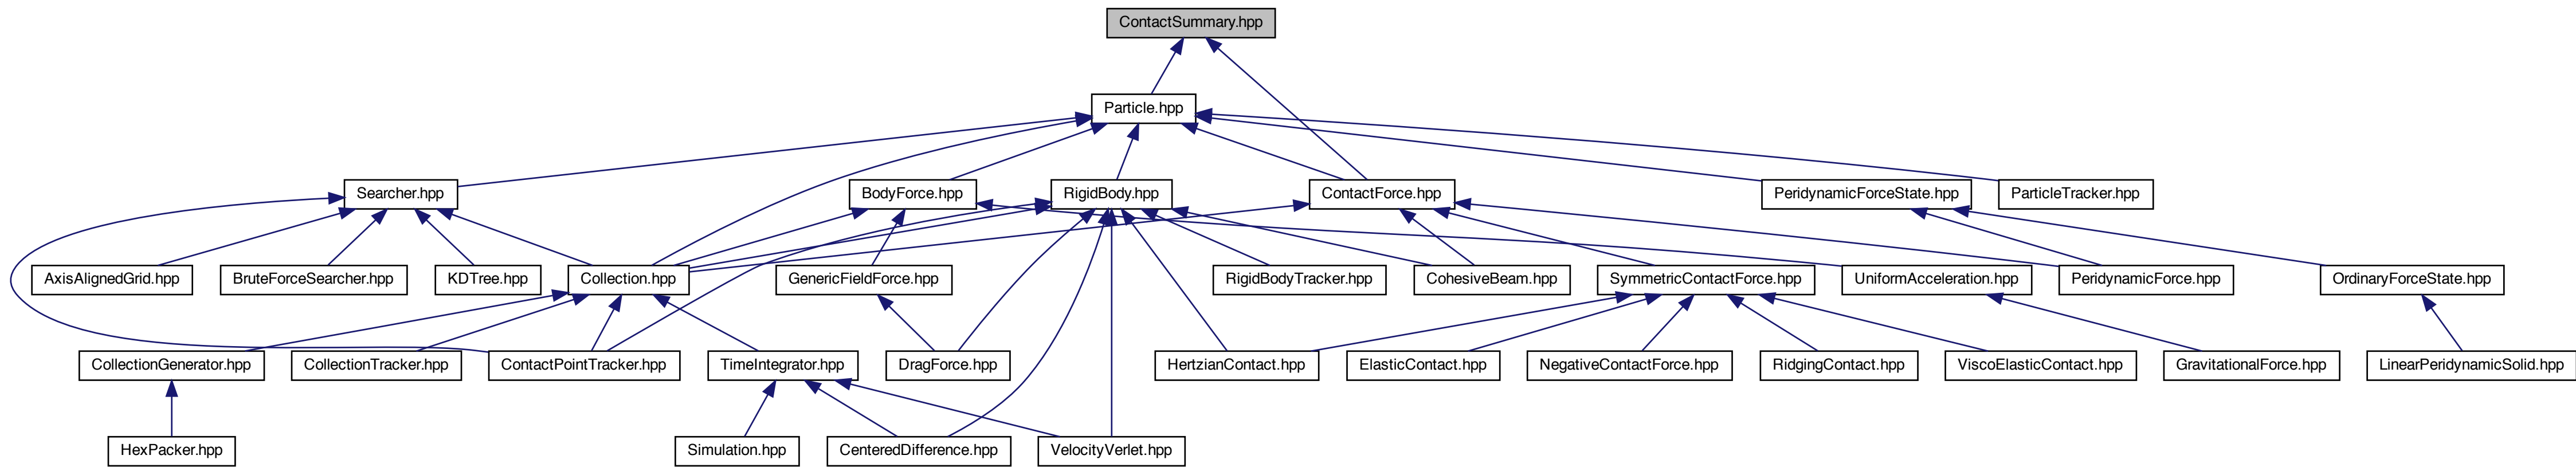 ContactSummary.hpp
Particle.hpp
Searcher.hpp
BodyForce.hpp
RigidBody.hpp
ContactForce.hpp
PeridynamicForceState.hpp
ParticleTracker.hpp
AxisAlignedGrid.hpp
BruteForceSearcher.hpp
KDTree.hpp
Collection.hpp
GenericFieldForce.hpp
RigidBodyTracker.hpp
CohesiveBeam.hpp
SymmetricContactForce.hpp
UniformAcceleration.hpp
PeridynamicForce.hpp
OrdinaryForceState.hpp
CollectionGenerator.hpp
CollectionTracker.hpp
ContactPointTracker.hpp
TimeIntegrator.hpp
DragForce.hpp
HertzianContact.hpp
ElasticContact.hpp
NegativeContactForce.hpp
RidgingContact.hpp
ViscoElasticContact.hpp
GravitationalForce.hpp
LinearPeridynamicSolid.hpp
HexPacker.hpp
Simulation.hpp
CenteredDifference.hpp
VelocityVerlet.hpp